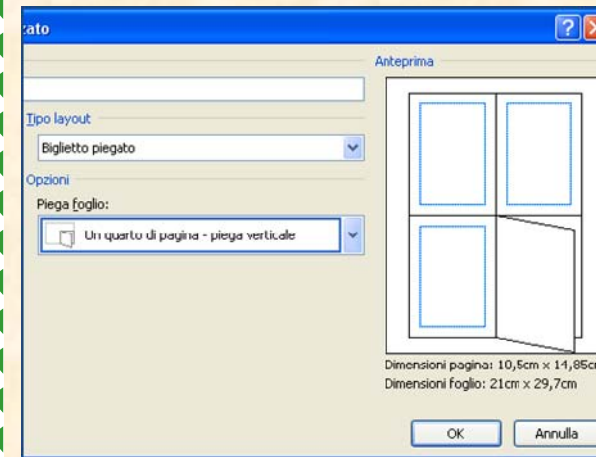 zato
Anteprima
Tipo layout
Biglietto piegato
Opzioni
Piega foglio:
Un quarto di pagina - piega verticale
Dimensioni pagina: 10,5cm x 14,85cm
Dimensioni foglio: 21cm x 29,7cm
OK
Annulla